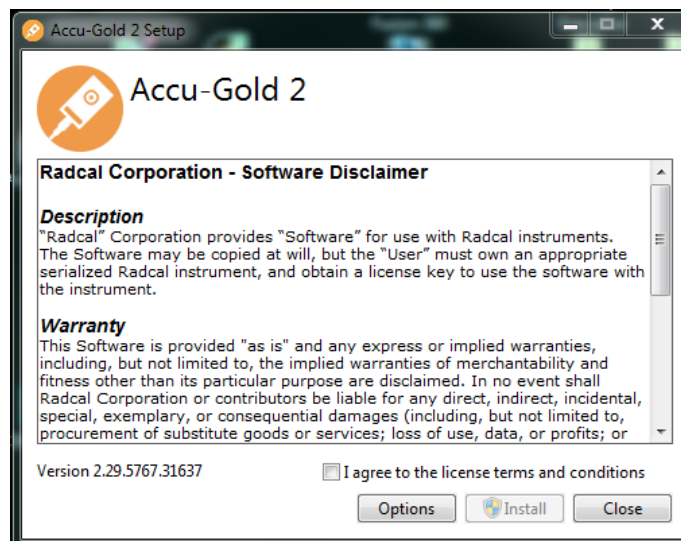 Accu-Gold 2 Setup
Accu-Gold 2
Radcal Corporation - Software Disclaimer
Description
"Radcal" Corporation provides "Software" for use with Radcal instruments.
The Software may be copied at will, but the "User" must own an appropriate
serialized Radcal instrument, and obtain a license key to use the software with
the instrument.
Warranty
This Software is provided "as is" and any express or implied warranties,
including, but not limited to, the implied warranties of merchantability and
fitness other than its particular purpose are disclaimed. In no event shall
Radcal Corporation or contributors be liable for any direct, indirect, incidental,
special, exemplary, or consequential damages (including, but not limited to,
procurement of substitute goods or services; loss of use, data, or profits; or
Version 2.29.5767.31637
I agree to the license terms and conditions
Options
Install
Close